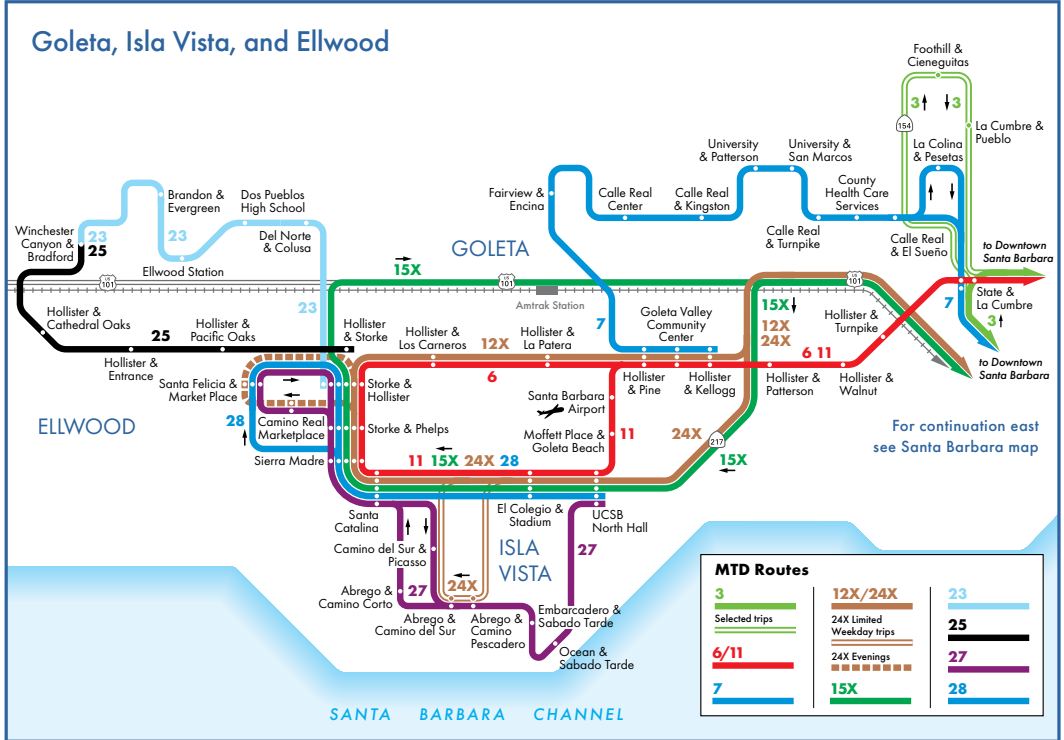 Goleta, Isla Vista, and Ellwood
Foothill &
Cieneguitas
3
3
154
La Cumbre &
Pueblo
University
& Patterson
University &
San Marcos
La Colina
& Pesetas
Fairview &
Encina
Calle Real
Center
Calle Real
& Kingston
County
Health Care
Services
Calle Real
& Turnpike
Calle Real
& El Sueño
to Downtown
Santa Barbara
Brandon &
Evergreen
Dos Pueblos
High School
Del Norte
& Colusa
Winchester
Canyon &
Bradford
23
25
23
Ellwood Station
GOLETA
15X
US
101
US
101
US
101
Amtrak Station
23
7
15X
12X
24X
7
State &
La Cumbre
3
to Downtown
Santa Barbara
Hollister &
Cathedral Oaks
25
Hollister &
Pacific Oaks
Hollister
& Storke
Hollister &
Los Carneros
12X
Hollister &
La Patera
Goleta Valley
Community
Center
Hollister &
Turnpike
Hollister &
Entrance
6
6 11
Santa Felicia &
Market Place
Storke &
Hollister
Hollister
& Pine
Hollister
& Kellogg
Hollister &
Patterson
Hollister &
Walnut
Santa Barbara
Airport
ELLWOOD
28
Camino Real
Marketplace
Storke & Phelps
Moffett Place &
Goleta Beach
11
24X
217
For continuation east
see Santa Barbara map
Sierra Madre
11 15X 24X 28
15X
Santa
Catalina
El Colegio &
Stadium
UCSB
North Hall
Camino del Sur &
Picasso
ISLA
VISTA
27
Abrego &
Camino Corto
27
24X
Abrego &
Camino del Sur
Abrego &
Camino
Pescadero
Embarcadero &
Sabado Tarde
Ocean &
Sabado Tarde
SANTA BARBARA CHANNEL
MTD Routes
3
Selected trips
6/11
7
12X/24X
24X Limited
Weekday trips
24X Evenings
15X
23
25
27
28